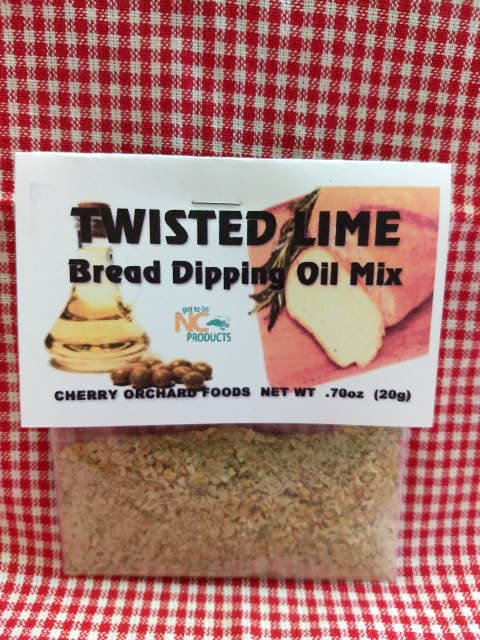 TWISTED LIME
Bread Dipping Oil Mix
got to be
NC
PRODUCTS
CHERRY ORCHARD FOODS NET WT .70oz (20g)